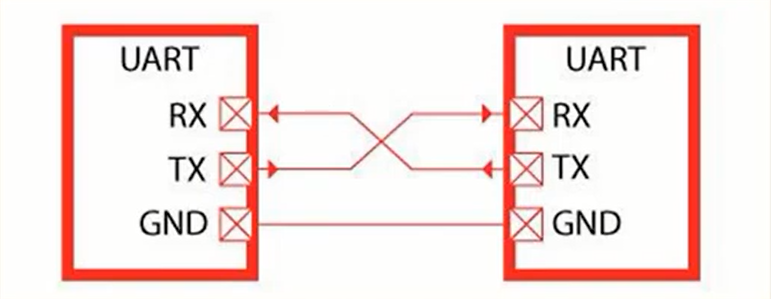 UART
RX
TX
GND
UART
RX
TX
GND